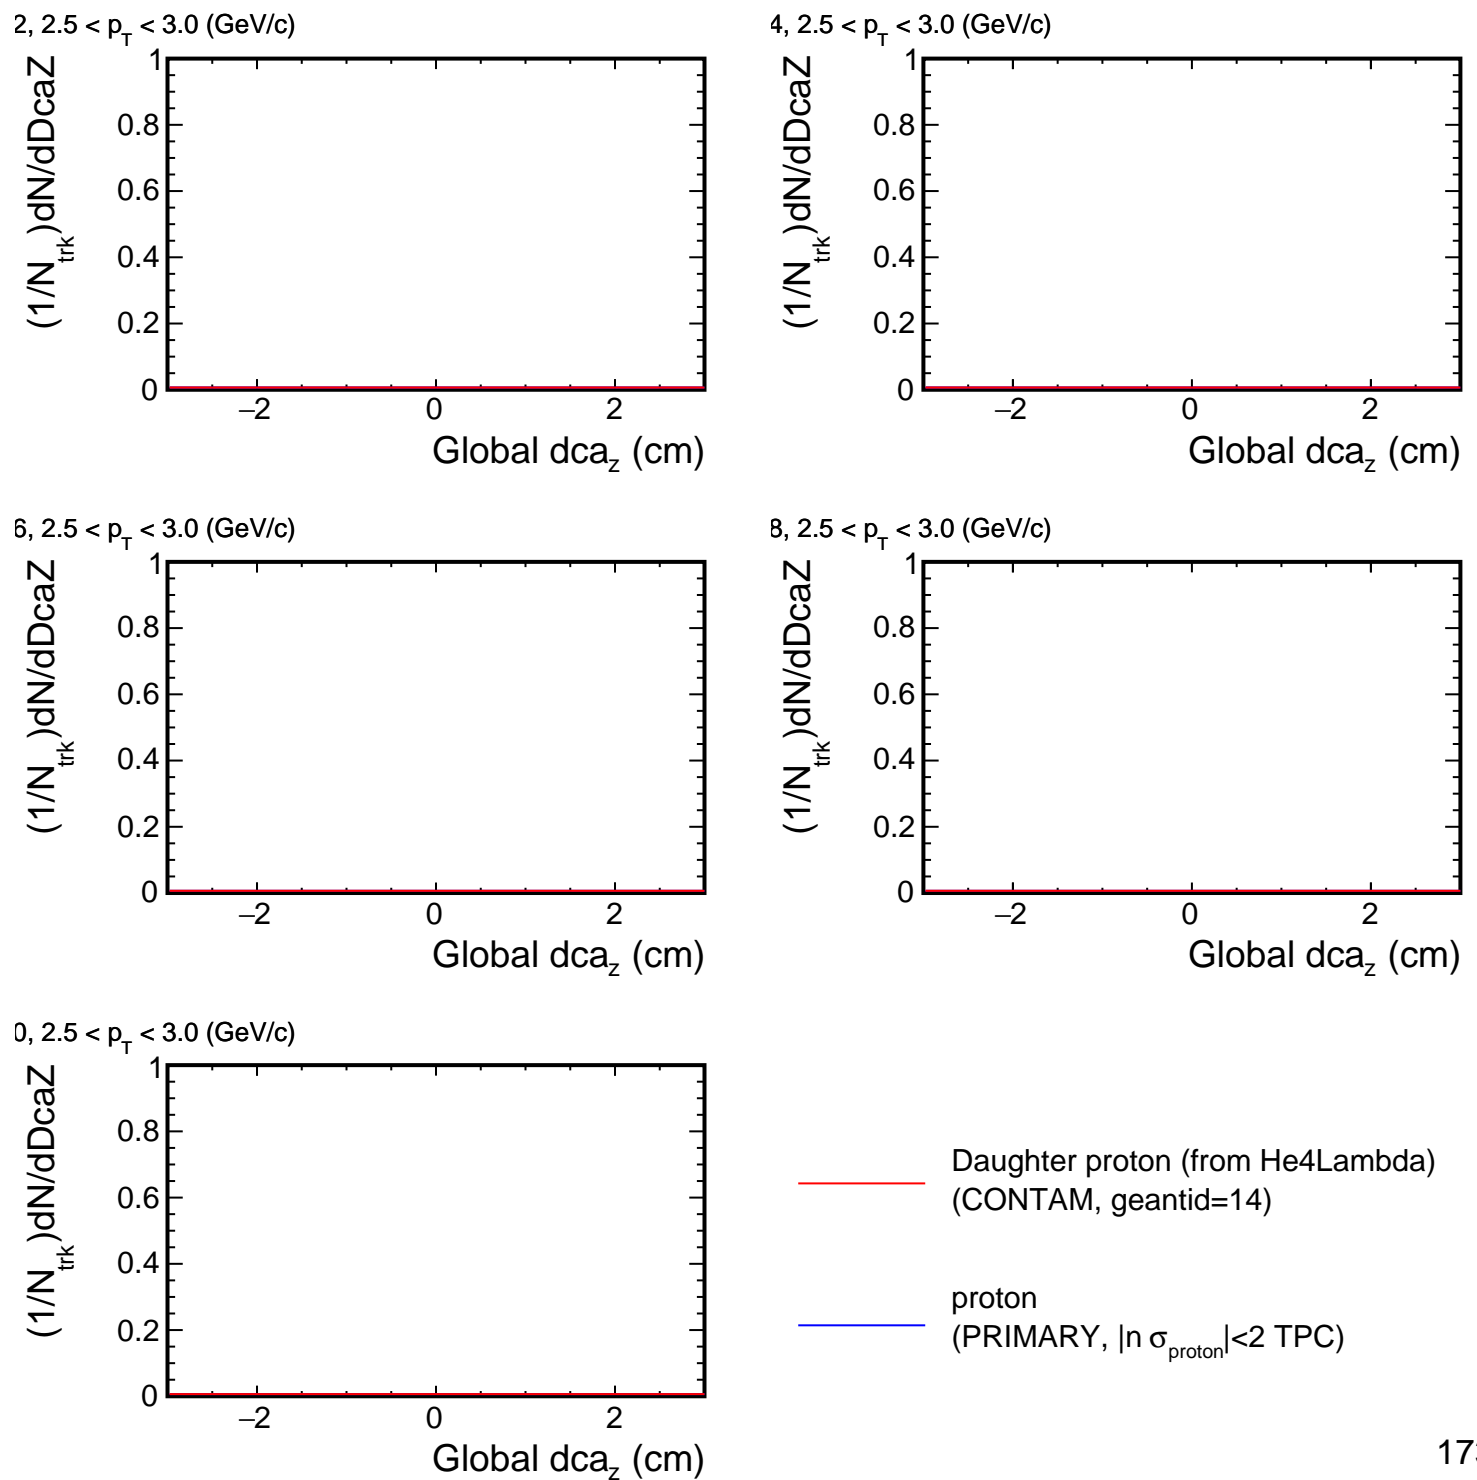 2, 2.5 < p_T < 3.0 (GeV/c)
(1/N_trk)dN/dDcaZ
1
0.8
0.6
0.4
0.2
0
−2 0 2
Global dca_z (cm)
4, 2.5 < p_T < 3.0 (GeV/c)
(1/N_trk)dN/dDcaZ
1
0.8
0.6
0.4
0.2
0
−2 0 2
Global dca_z (cm)
6, 2.5 < p_T < 3.0 (GeV/c)
(1/N_trk)dN/dDcaZ
1
0.8
0.6
0.4
0.2
0
−2 0 2
Global dca_z (cm)
8, 2.5 < p_T < 3.0 (GeV/c)
(1/N_trk)dN/dDcaZ
1
0.8
0.6
0.4
0.2
0
−2 0 2
Global dca_z (cm)
0, 2.5 < p_T < 3.0 (GeV/c)
(1/N_trk)dN/dDcaZ
1
0.8
0.6
0.4
0.2
0
−2 0 2
Global dca_z (cm)
Daughter proton (from He4Lambda)
(CONTAM, geantid=14)
proton
(PRIMARY, |n σ_proton|<2 TPC)